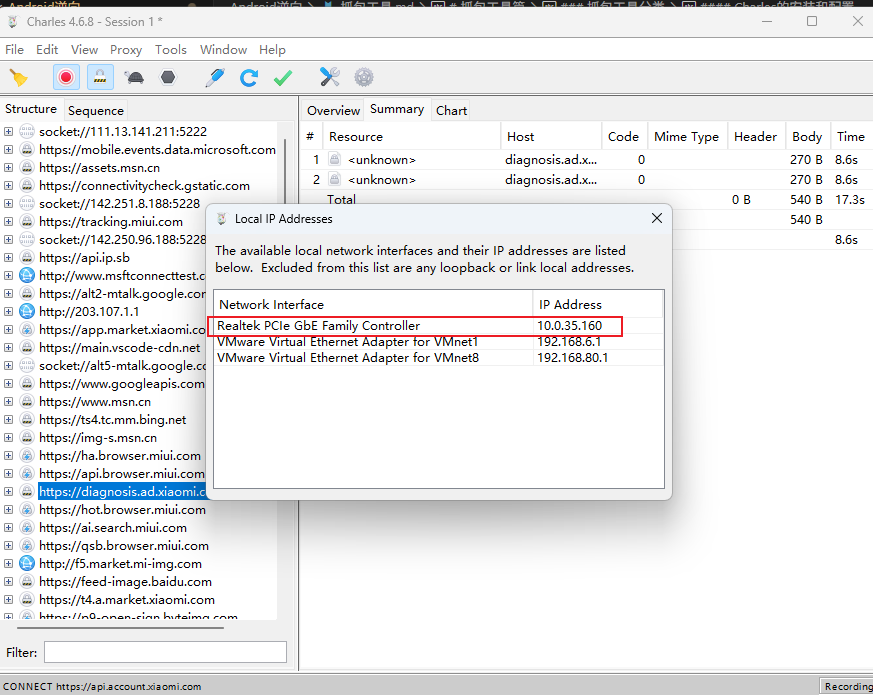 Charles 4.6.8 - Session 1 *
File Edit View Proxy Tools Window Help
Structure Sequence
socket://111.13.141.211:5222
https://mobile.events.data.microsoft.com
https://assets.msn.cn
https://connectivitycheck.gstatic.com
socket://142.251.8.188:5228
https://tracking.miui.com
socket://142.250.96.188:5228
https://api.ip.sb
http://www.msftconnecttest.c
https://alt2-mtalk.google.cor
http://203.107.1.1
https://app.market.xiaomi.co
https://main.vscode-cdn.net
socket://alt5-mtalk.google.cc
https://www.googleapis.com
https://www.msn.cn
https://ts4.tc.mm.bing.net
https://img-s.msn.cn
https://ha.browser.miui.com
https://api.browser.miui.com
https://diagnosis.ad.xiaomi.c
https://hot.browser.miui.com
https://ai.search.miui.com
https://qsb.browser.miui.com
http://f5.market.mi-img.com
https://feed-image.baidu.com
https://t4.a.market.xiaomi.com
https://p9-open-sign.byteimg.com
Filter:
CONNECT https://api.account.xiaomi.com
Overview Summary Chart
# Resource Host Code Mime Type Header Body Time
1 <unknown> diagnosis.ad.x... 0 270 B 8.6s
2 <unknown> diagnosis.ad.x... 0 270 B 8.6s
Total 0 B 540 B 17.3s
540 B
8.6s
Local IP Addresses
The available local network interfaces and their IP addresses are listed
below. Excluded from this list are any loopback or link local addresses.
Network Interface IP Address
Realtek PCIe GbE Family Controller 10.0.35.160
VMware Virtual Ethernet Adapter for VMnet1 192.168.6.1
VMware Virtual Ethernet Adapter for VMnet8 192.168.80.1
Recording